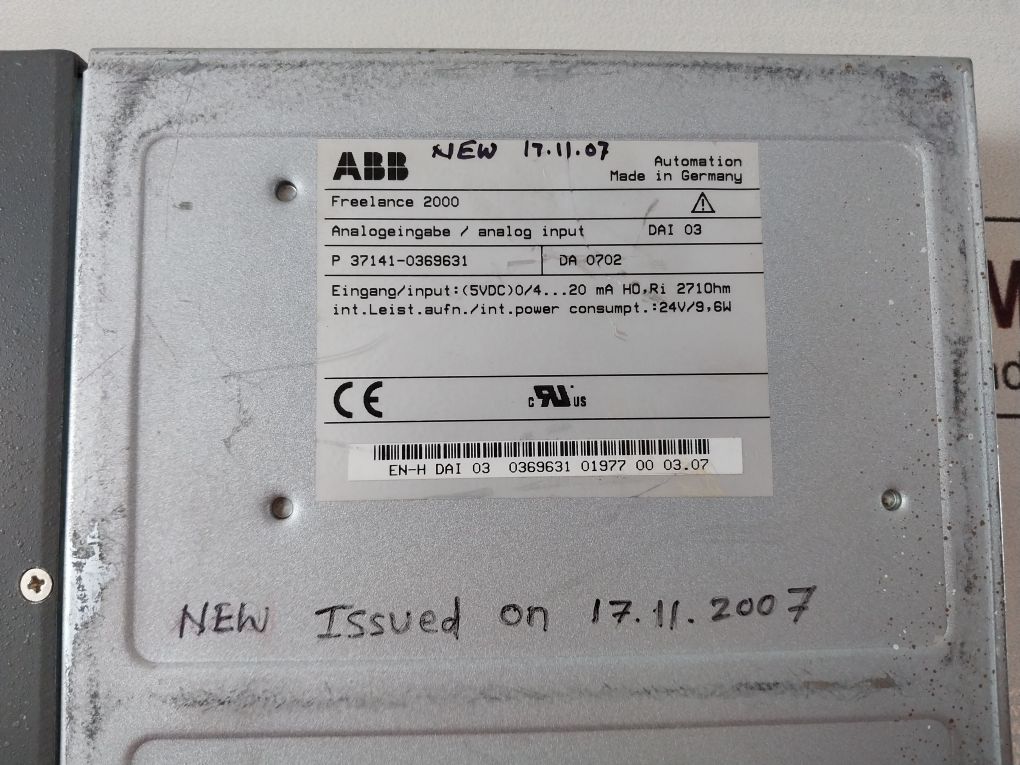 ABB NEW 17.11.07
Automation
Made in Germany
Freelance 2000
Analogeingabe / analog input DAI 03
P 37141-0369631 DA 0702
Eingang/input:(5VDC)0/4...20 mA HO,Ri 271Ohm
int.Leist.aufn./int.power consumpt.:24V/9,6W
CE c RU US
EN-H DAI 03 0369631 01977 00 03.07
NEW Issued on 17.11.2007